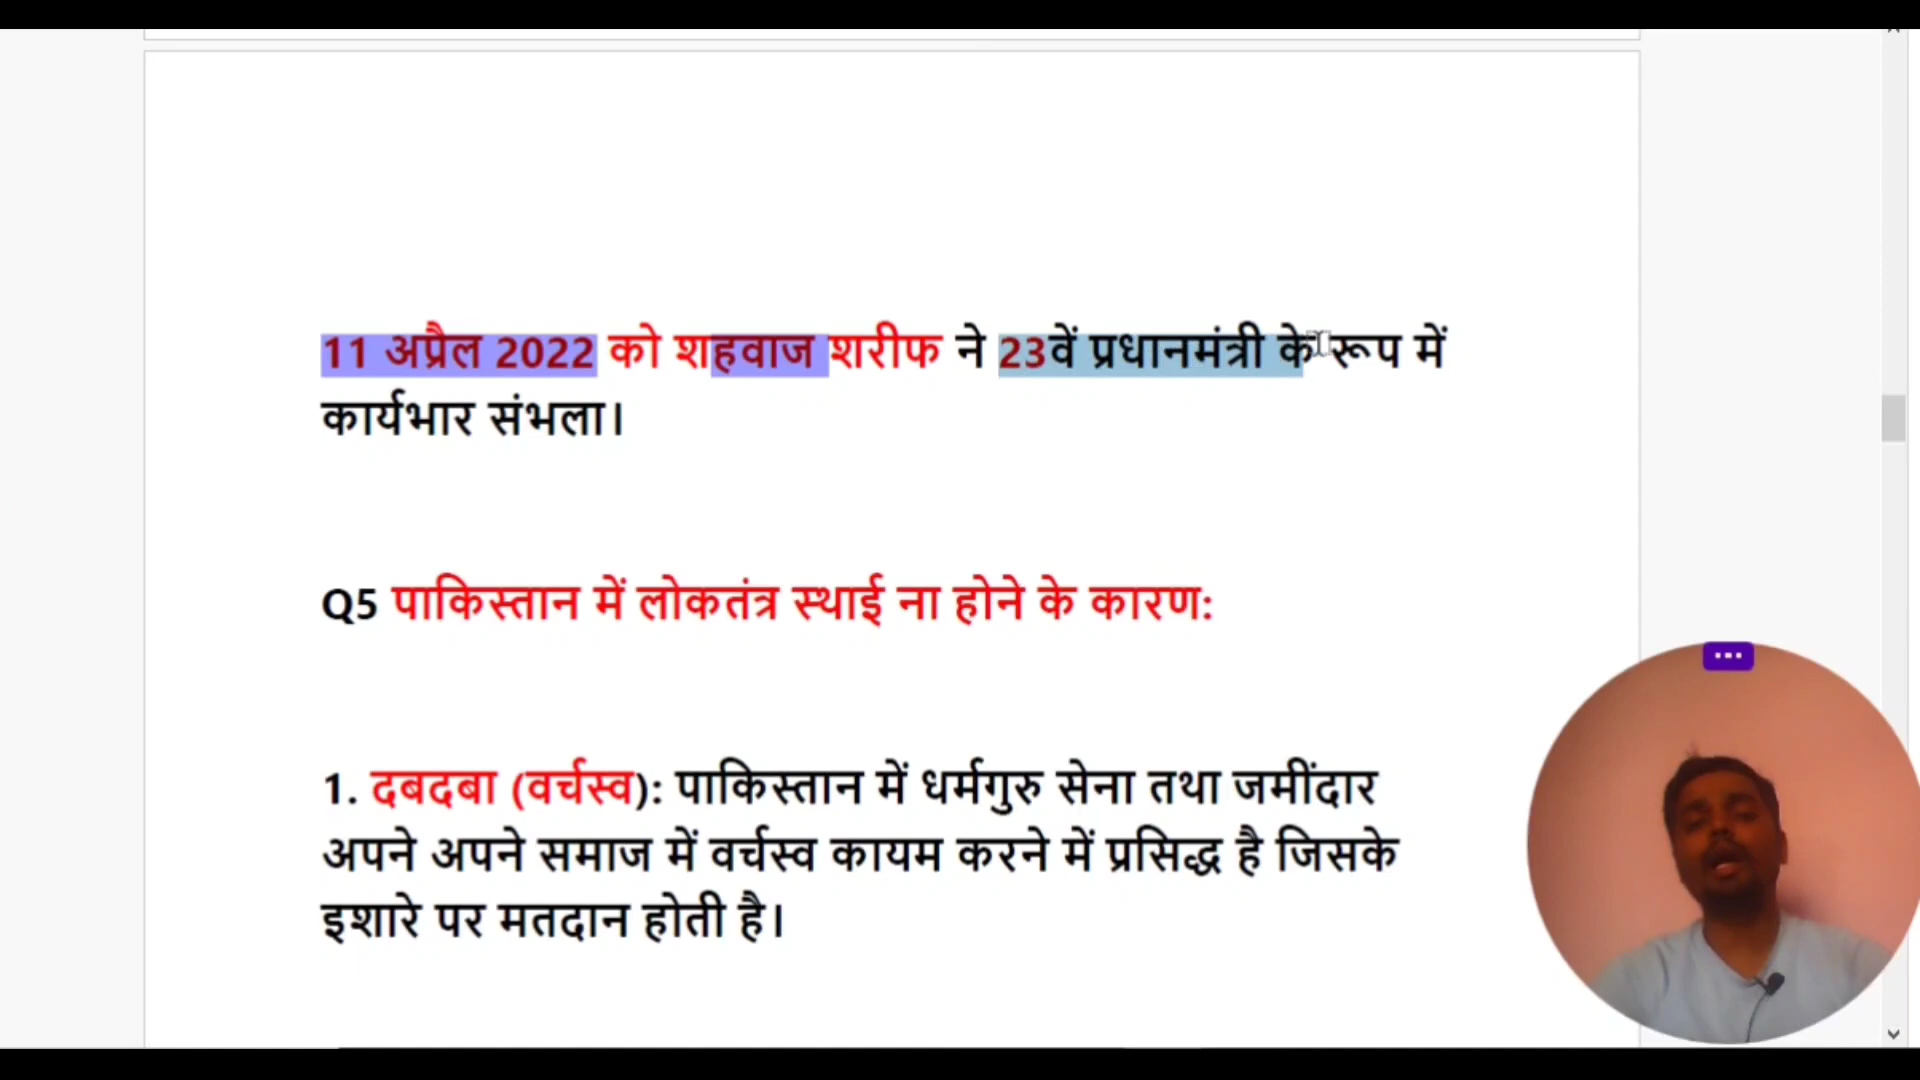 11 अप्रैल 2022 को शहवाज शरीफ ने 23वें प्रधानमंत्री के रूप में
कार्यभार संभला।
Q5 पाकिस्तान में लोकतंत्र स्थाई ना होने के कारण:
1. दबदबा (वर्चस्व): पाकिस्तान में धर्मगुरु सेना तथा जमींदार
अपने अपने समाज में वर्चस्व कायम करने में प्रसिद्ध है जिसके
इशारे पर मतदान होती है।